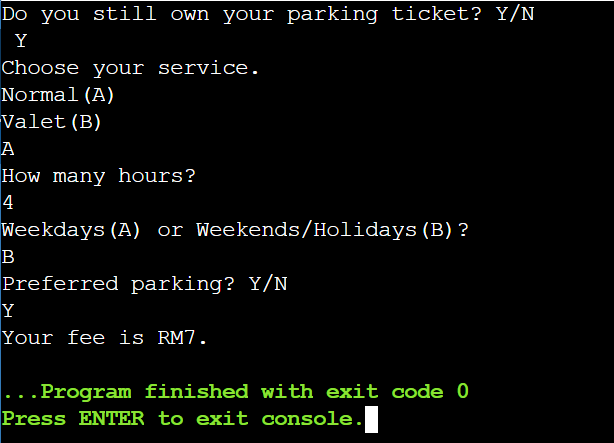 Do you still own your parking ticket? Y/N
Y
Choose your service.
Normal(A)
Valet(B)
A
How many hours?
4
Weekdays(A) or Weekends/Holidays(B)?
B
Preferred parking? Y/N
Y
Your fee is RM7.
...Program finished with exit code 0
Press ENTER to exit console.